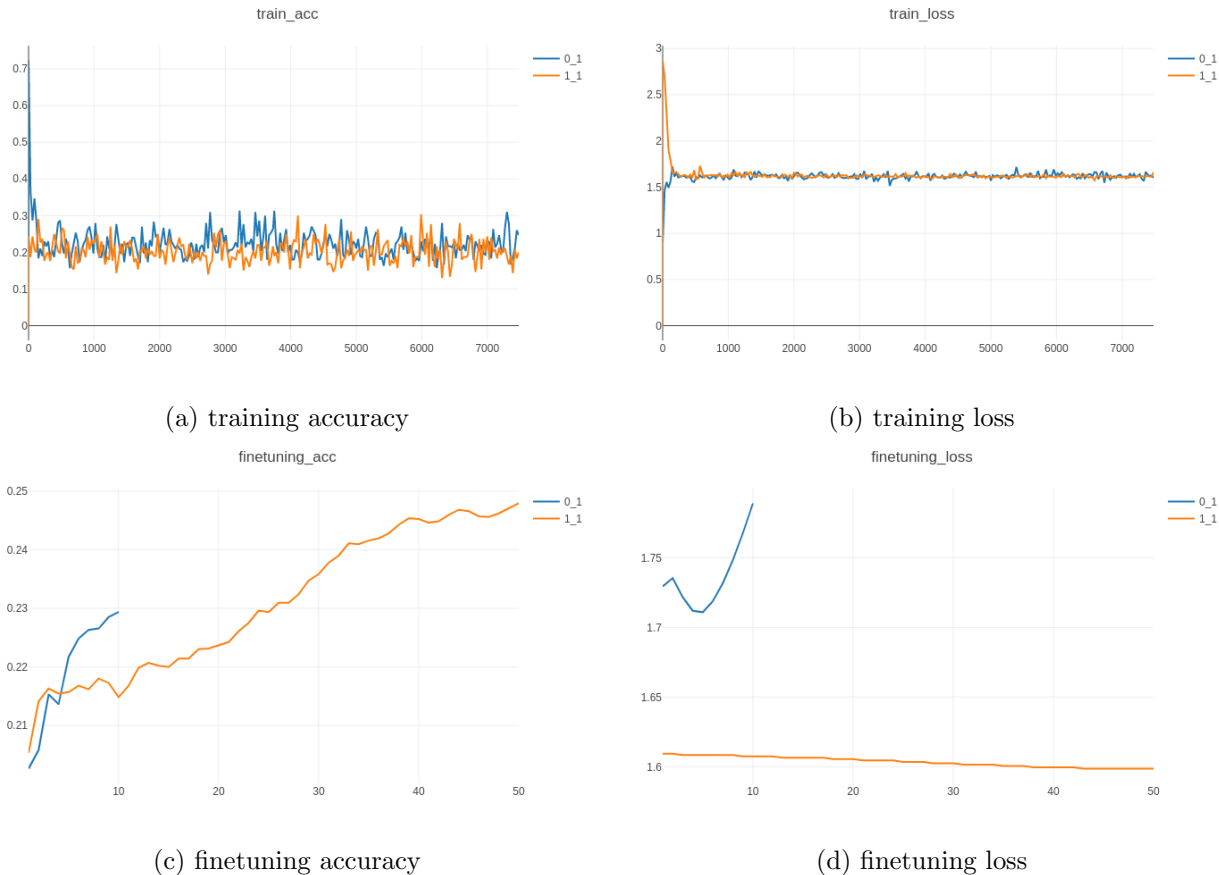 train_acc
0.7
0.6
0.5
0.4
0.3
0.2
0.1
0
0 1000 2000 3000 4000 5000 6000 7000
0_1
1_1
(a) training accuracy
train_loss
3
2.5
2
1.5
1
0.5
0
0 1000 2000 3000 4000 5000 6000 7000
0_1
1_1
(b) training loss
finetuning_acc
0.25
0.24
0.23
0.22
0.21
10 20 30 40 50
0_1
1_1
(c) finetuning accuracy
finetuning_loss
1.75
1.7
1.65
1.6
10 20 30 40 50
0_1
1_1
(d) finetuning loss